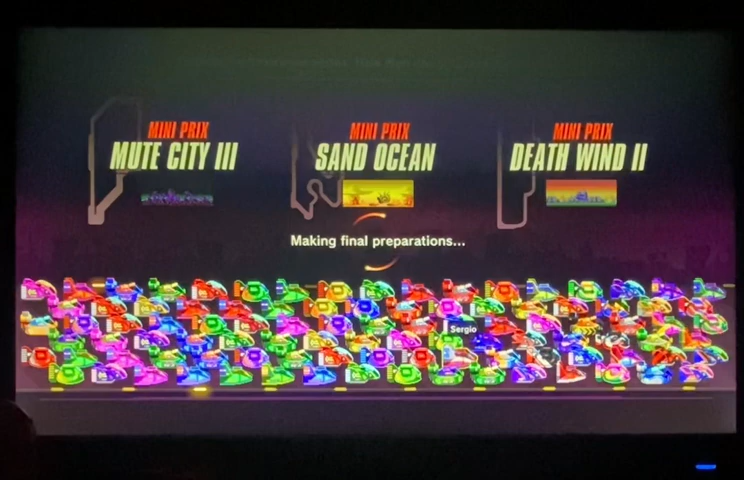 MINI PRIX
MUTE CITY III
MINI PRIX
SAND OCEAN
MINI PRIX
DEATH WIND II
Making final preparations...
Sergio